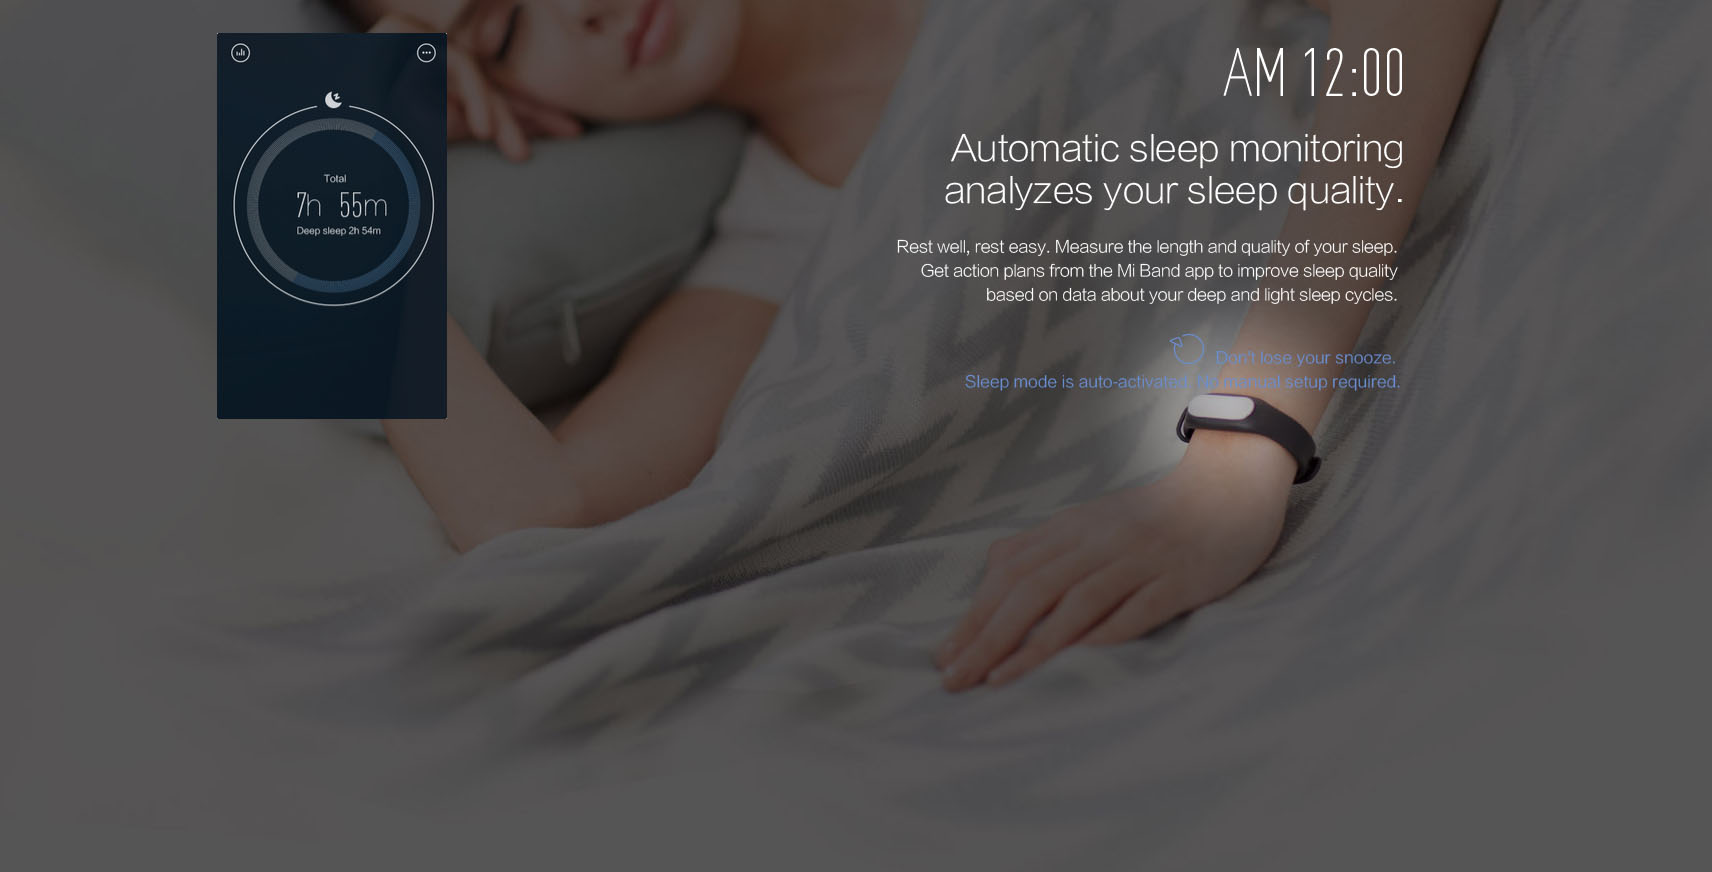 Total
7h 55m
Deep sleep 2h 54m
AM 12:00
Automatic sleep monitoring
analyzes your sleep quality.
Rest well, rest easy. Measure the length and quality of your sleep.
Get action plans from the Mi Band app to improve sleep quality
based on data about your deep and light sleep cycles.
Don't lose your snooze.
Sleep mode is auto-activated. No manual setup required.